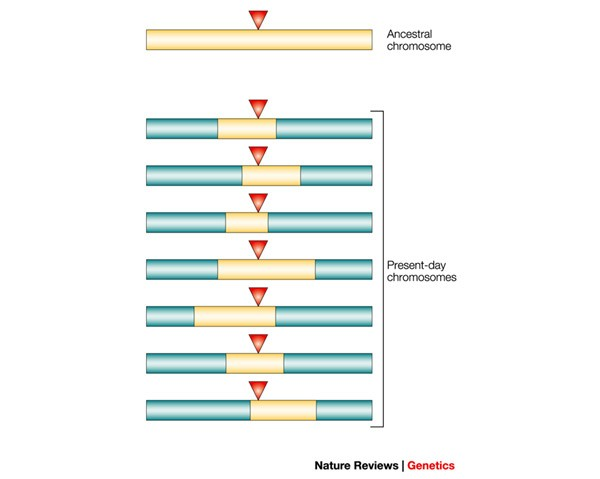 Ancestral
chromosome
Present-day
chromosomes
Nature Reviews | Genetics